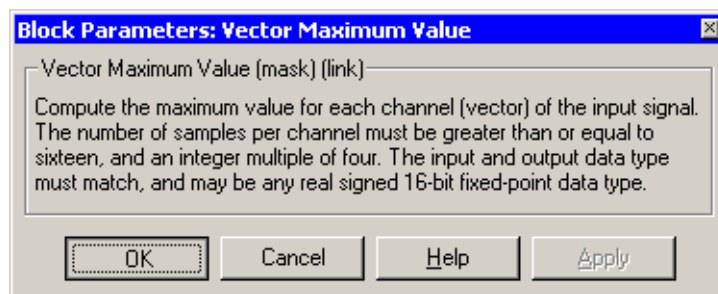 Block Parameters: Vector Maximum Value
Vector Maximum Value (mask) (link)
Compute the maximum value for each channel (vector) of the input signal.
The number of samples per channel must be greater than or equal to
sixteen, and an integer multiple of four. The input and output data type
must match, and may be any real signed 16-bit fixed-point data type.
OK Cancel Help Apply